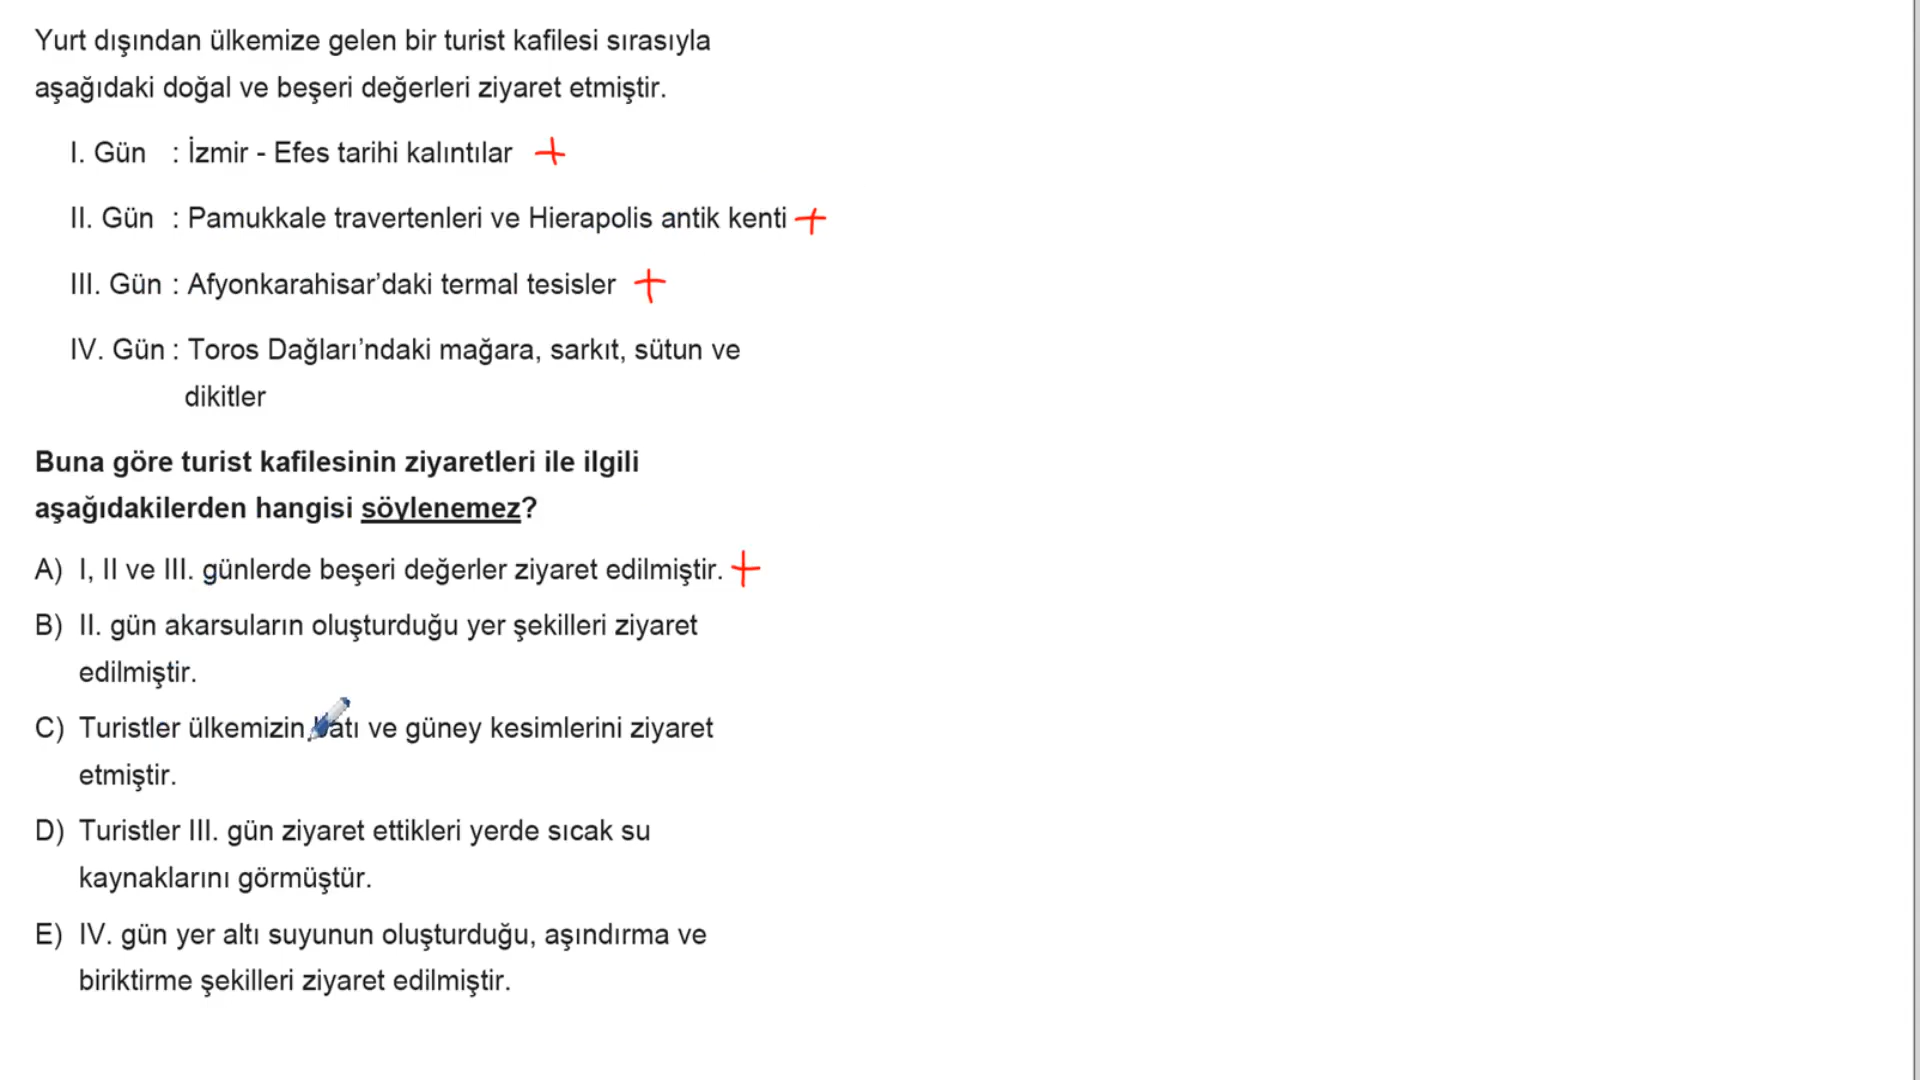 Yurt dışından ülkemize gelen bir turist kafilesi sırasıyla
aşağıdaki doğal ve beşeri değerleri ziyaret etmiştir.
I. Gün : İzmir - Efes tarihi kalıntılar +
II. Gün : Pamukkale travertenleri ve Hierapolis antik kenti +
III. Gün : Afyonkarahisar’daki termal tesisler +
IV. Gün : Toros Dağları’ndaki mağara, sarkıt, sütun ve
dikitler
Buna göre turist kafilesinin ziyaretleri ile ilgili
aşağıdakilerden hangisi söylenemez?
A) I, II ve III. günlerde beşeri değerler ziyaret edilmiştir. +
B) II. gün akarsuların oluşturduğu yer şekilleri ziyaret
edilmiştir.
C) Turistler ülkemizin batı ve güney kesimlerini ziyaret
etmiştir.
D) Turistler III. gün ziyaret ettikleri yerde sıcak su
kaynaklarını görmüştür.
E) IV. gün yer altı suyunun oluşturduğu, aşındırma ve
biriktirme şekilleri ziyaret edilmiştir.